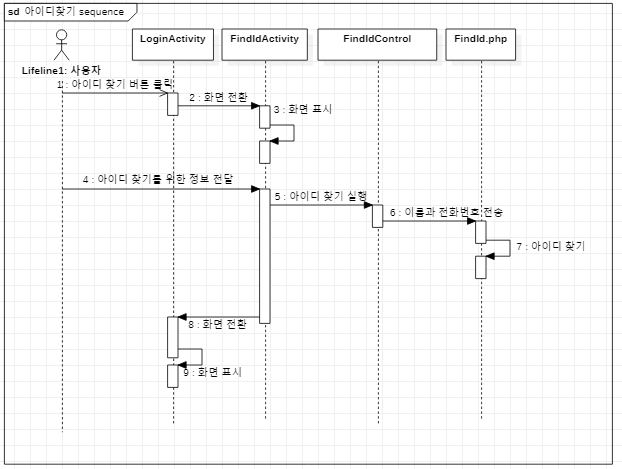 sd 아이디찾기 sequence
LoginActivity
FindIdActivity
FindIdControl
FindId.php
Lifeline1: 사용자
1 : 아이디 찾기 버튼 클릭
2 : 화면 전환
3 : 화면 표시
4 : 아이디 찾기를 위한 정보 전달
5 : 아이디 찾기 실행
6 : 이름과 전화번호 전송
7 : 아이디 찾기
8 : 화면 전환
9 : 화면 표시